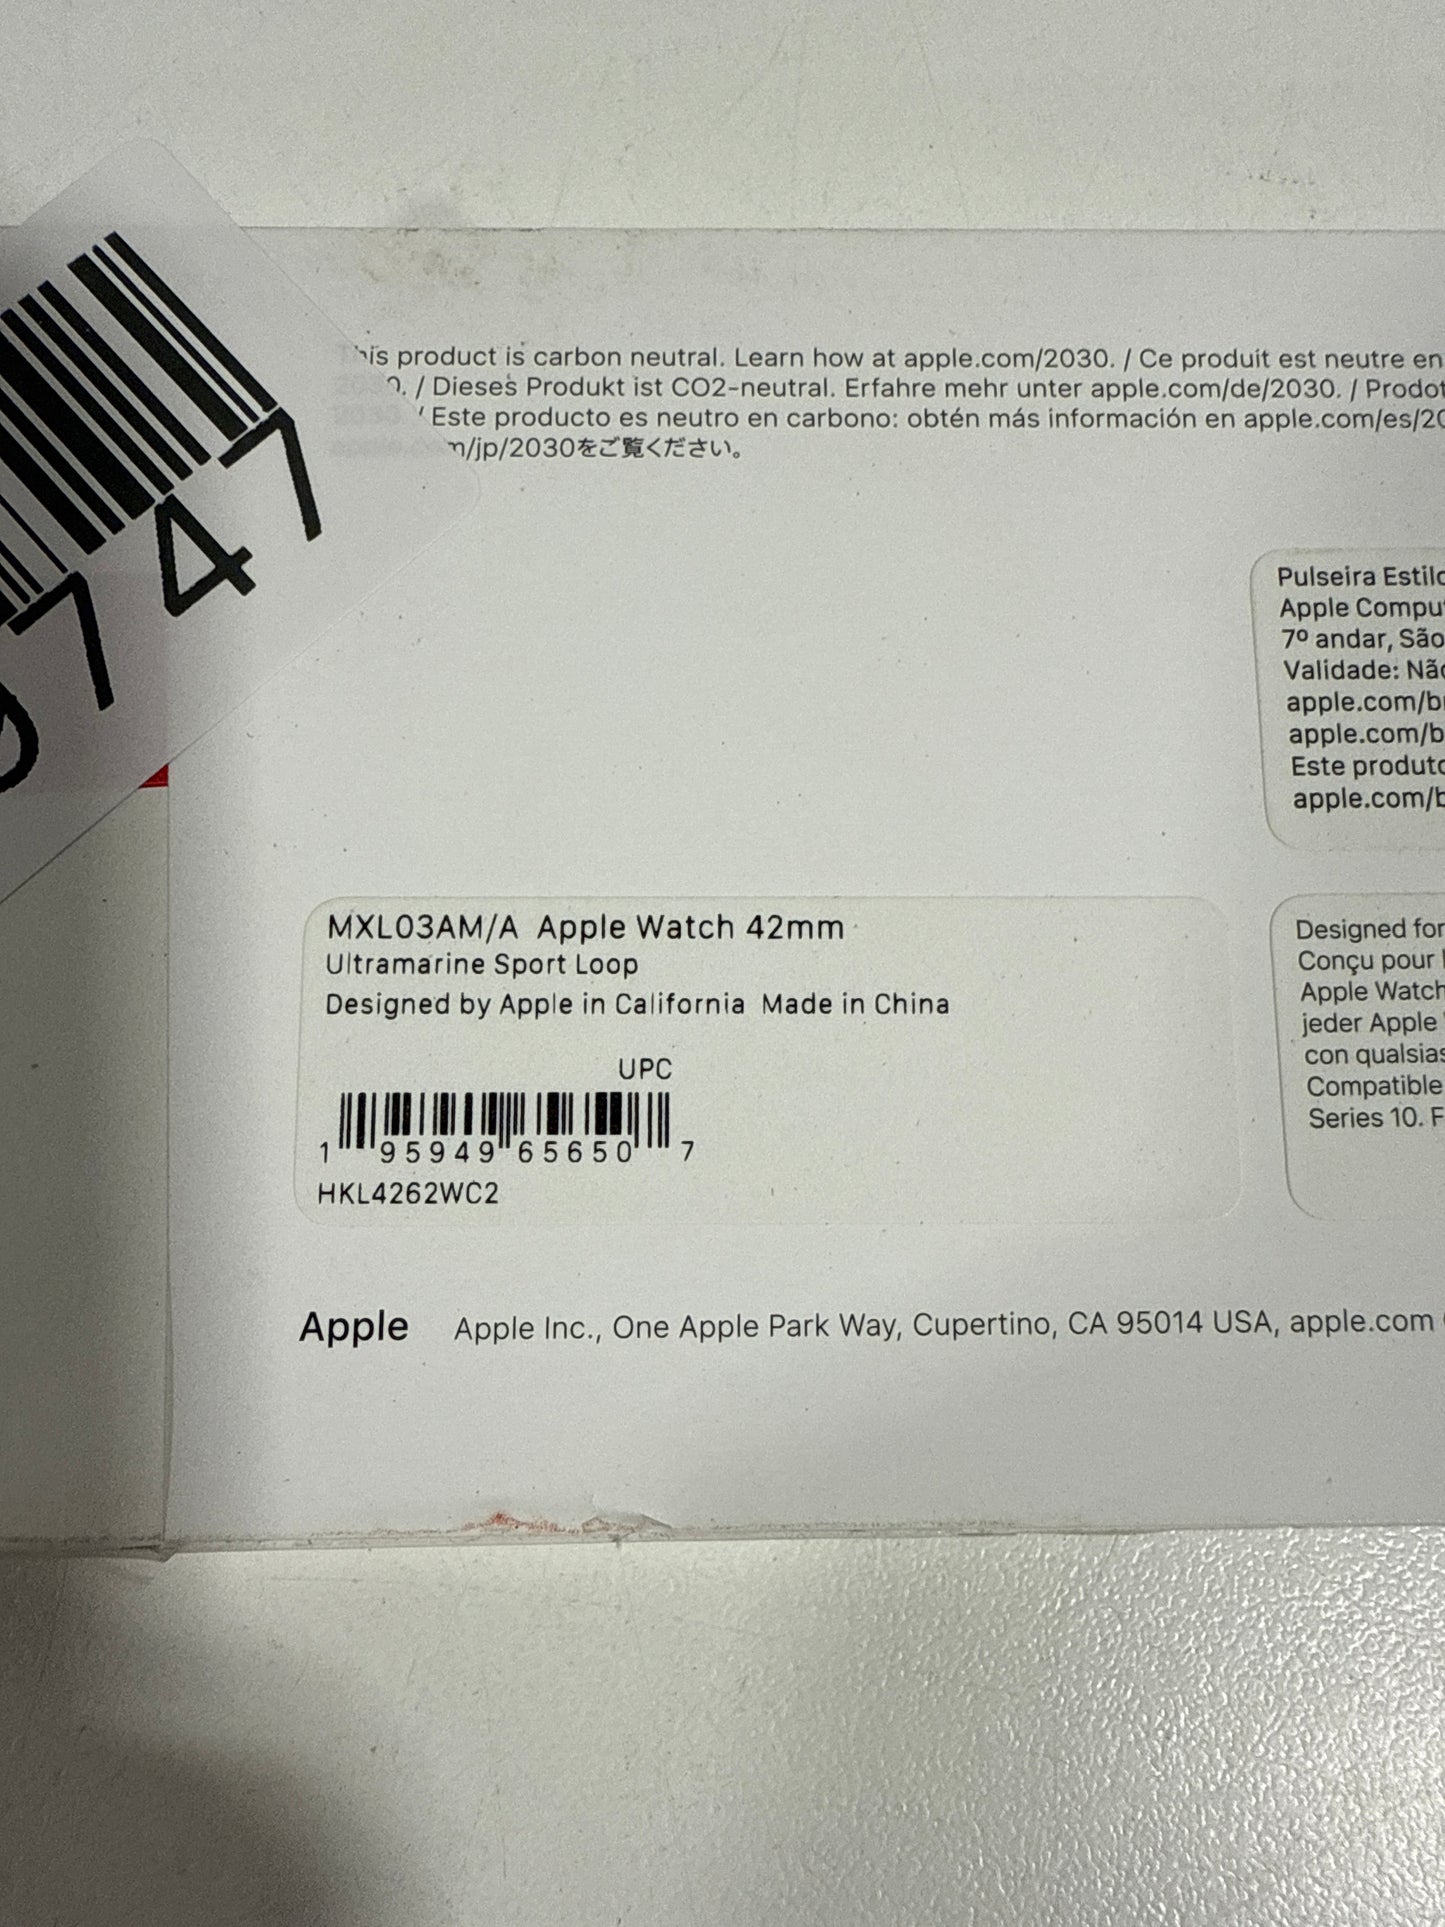 747
his product is carbon neutral. Learn how at apple.com/2030. / Ce produit est neutre en
0. / Dieses Produkt ist CO2-neutral. Erfahre mehr unter apple.com/de/2030. /
/ Este producto es neutro en carbono: obtén más información en apple.com/es/20
m/jp/2030をご覧ください。
Pulseira
Apple
7º andar, São
Validade:
apple.com/b
apple.com/b
Este
apple.com/b
MXL03AM/A Apple Watch 42mm
Ultramarine Sport Loop
Designed by Apple in California Made in China
UPC
1 95949 65650 7
HKL4262WC2
Designed for
Conçu pour
Apple Watch
jeder Apple
con
Compatible
Series 10.
Apple Apple Inc., One Apple Park Way, Cupertino, CA 95014 USA, apple.com